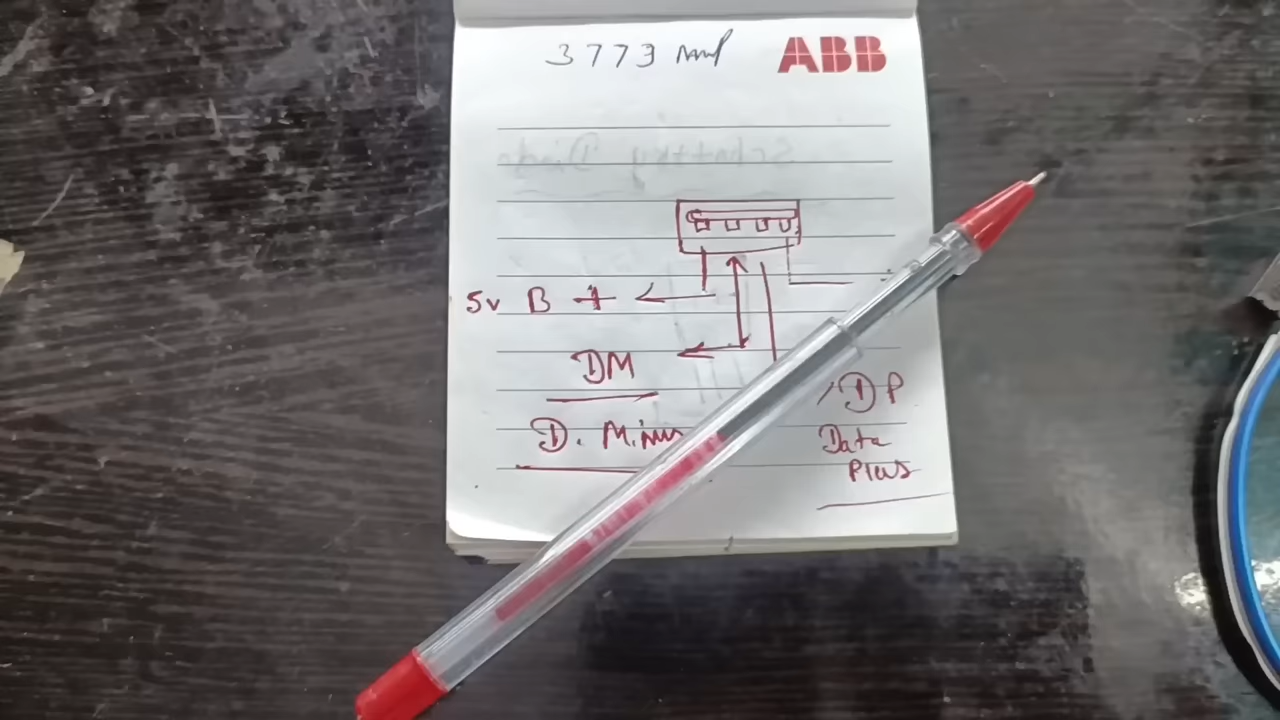 3773 ABB
5v B +
DM
D. Minus
DP
Data
Plus